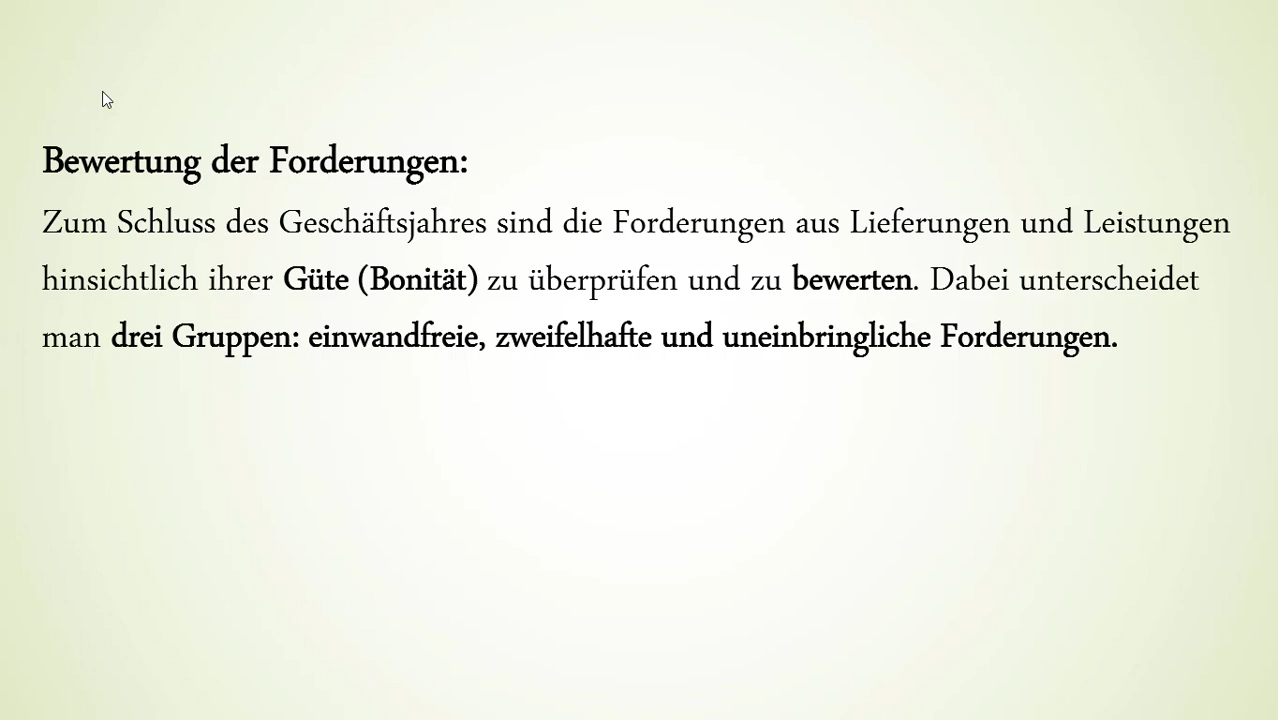 Bewertung der Forderungen:
Zum Schluss des Geschäftsjahres sind die Forderungen aus Lieferungen und Leistungen
hinsichtlich ihrer Güte (Bonität) zu überprüfen und zu bewerten. Dabei unterscheidet
man drei Gruppen: einwandfreie, zweifelhafte und uneinbringliche Forderungen.